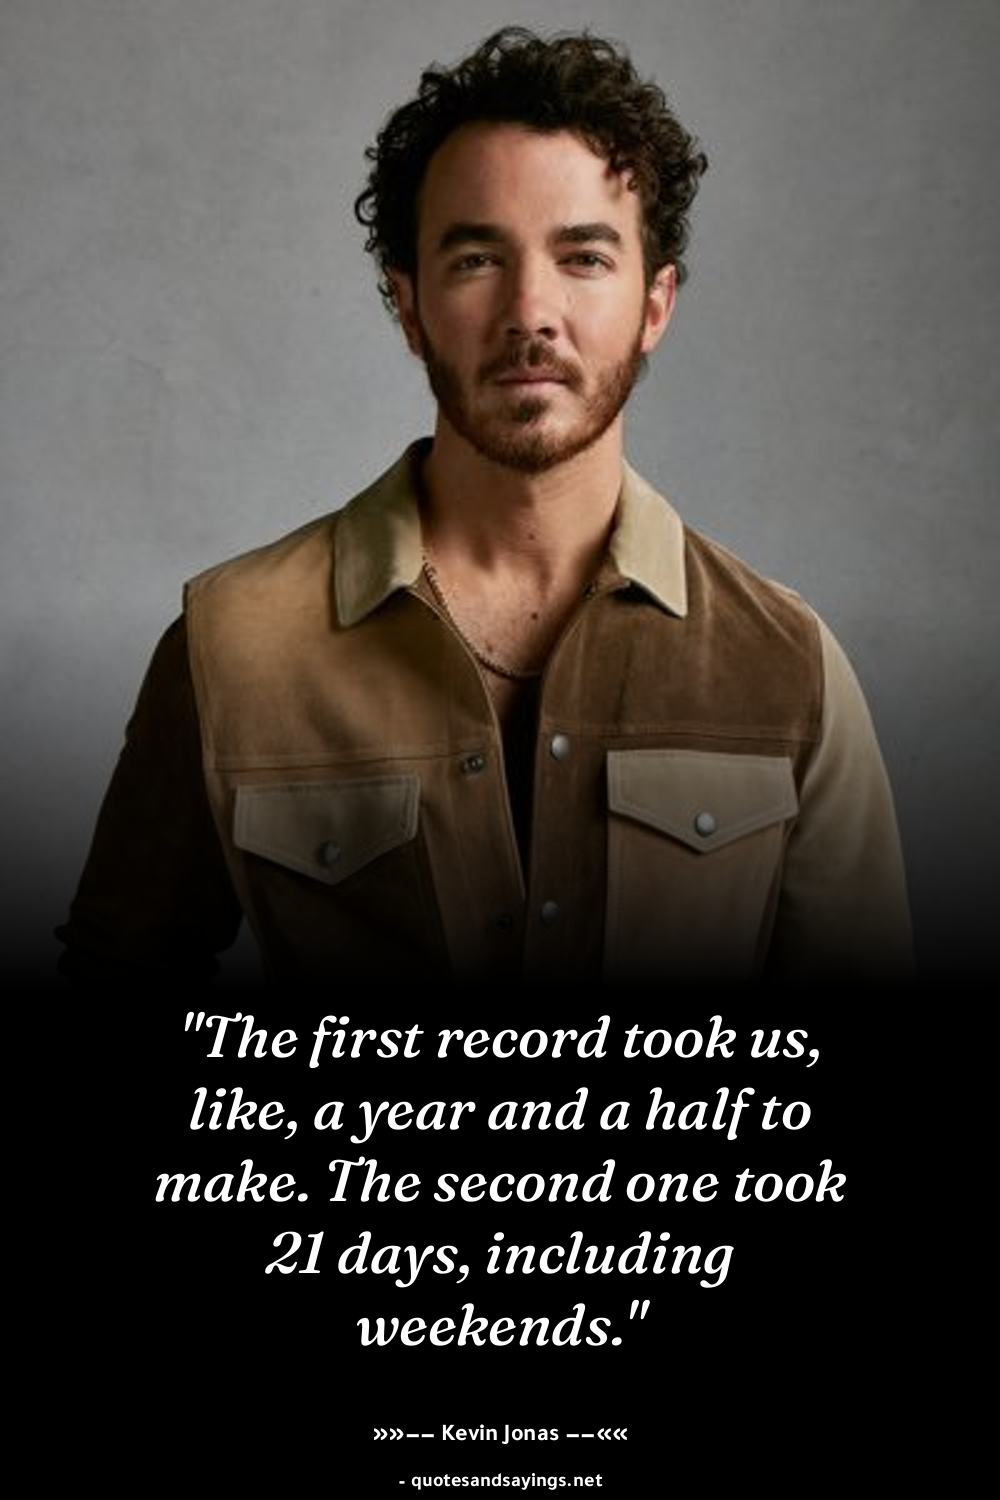 "The first record took us,
like, a year and a half to
make. The second one took
21 days, including
weekends."
»»−− Kevin Jonas −−««
- quotesandsayings.net